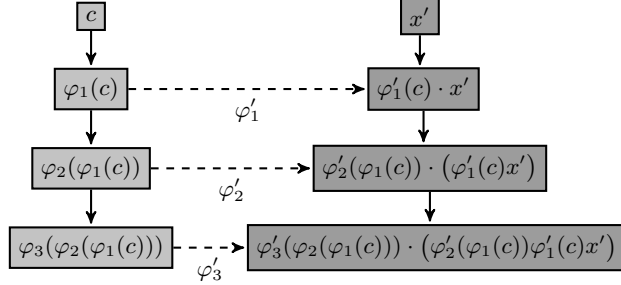 c x′
φ₁(c) φ′₁ φ′₁(c) · x′
φ₂(φ₁(c)) φ′₂ φ′₂(φ₁(c)) · (φ′₁(c)x′)
φ₃(φ₂(φ₁(c))) φ′₃ φ′₃(φ₂(φ₁(c))) · (φ′₂(φ₁(c))φ′₁(c)x′)